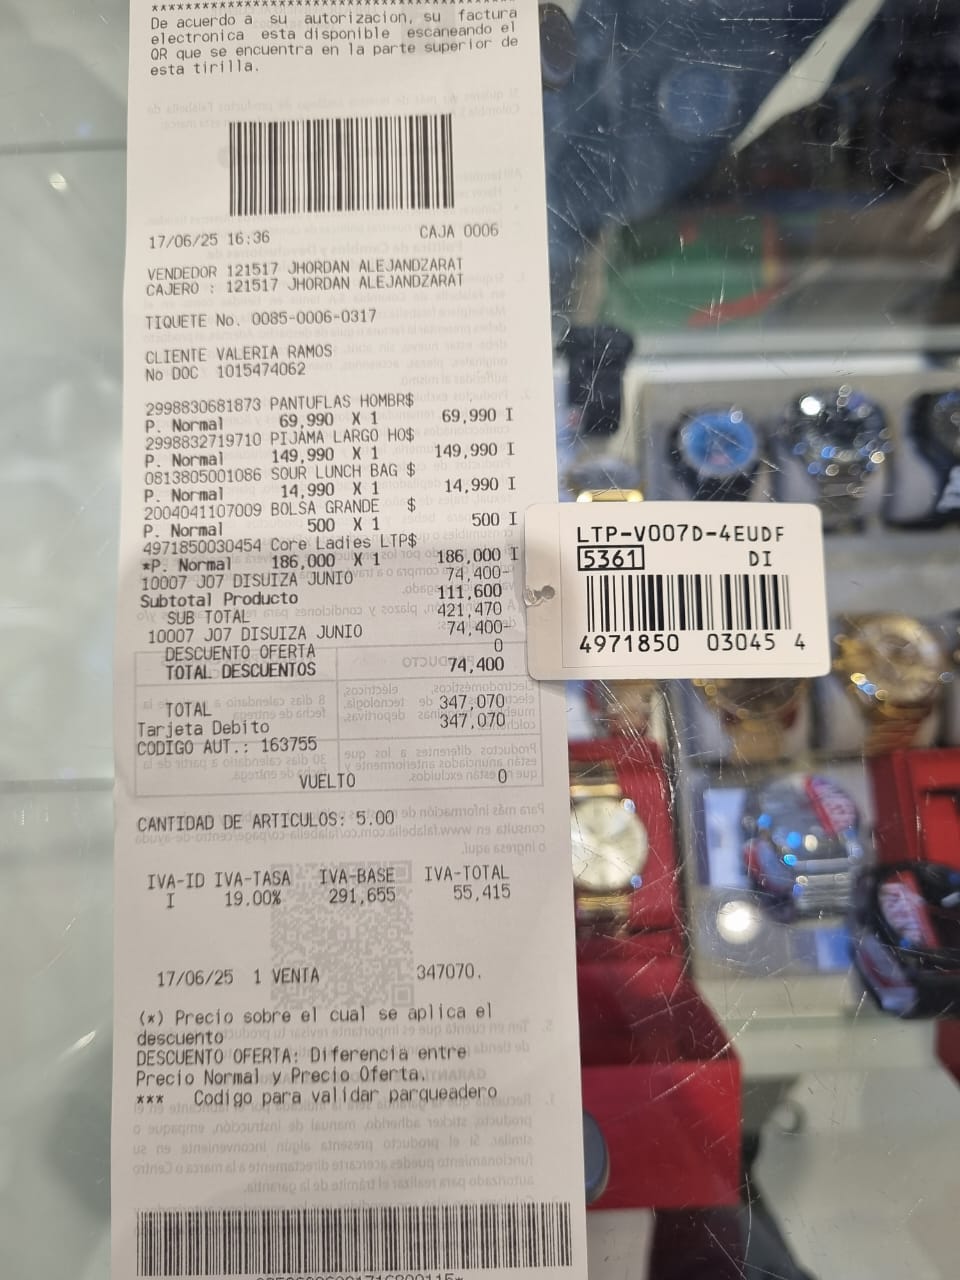 De acuerdo a su autorizacion, su factura
electronica esta disponible escaneando el
QR que se encuentra en la parte superior de
esta tirilla.
17/06/25 16:36 CAJA 0006
VENDEDOR 121517 JHORDAN ALEJANDZARAT
CAJERO : 121517 JHORDAN ALEJANDZARAT
TIQUETE No. 0085-0006-0317
CLIENTE VALERIA RAMOS
No DOC 1015474062
2998830681873 PANTUFLAS HOMBR$
P. Normal 69,990 X 1 69,990 I
2998832719710 PIJAMA LARGO HO$
P. Normal 149,990 X 1 149,990 I
0813805001086 SOUR LUNCH BAG $
P. Normal 14,990 X 1 14,990 I
2004041107009 BOLSA GRANDE $
P. Normal 500 X 1 500 I
4971850030454 Core Ladies LTP$
*P. Normal 186,000 X 1 186,000 I
10007 J07 DISUIZA JUNIO 74,400-
Subtotal Producto 111,600
SUB TOTAL 421,470
10007 J07 DISUIZA JUNIO 74,400-
DESCUENTO OFERTA 0
TOTAL DESCUENTOS 74,400
TOTAL 347,070
Tarjeta Debito 347,070
CODIGO AUT.: 163755
VUELTO 0
CANTIDAD DE ARTICULOS: 5.00
IVA-ID IVA-TASA IVA-BASE IVA-TOTAL
I 19.00% 291,655 55,415
17/06/25 1 VENTA 347070.
(*) Precio sobre el cual se aplica el
descuento
DESCUENTO OFERTA: Diferencia entre
Precio Normal y Precio Oferta.
*** Codigo para validar parqueadero
LTP-V007D-4EUDF
5361 DI
4971850 03045 4